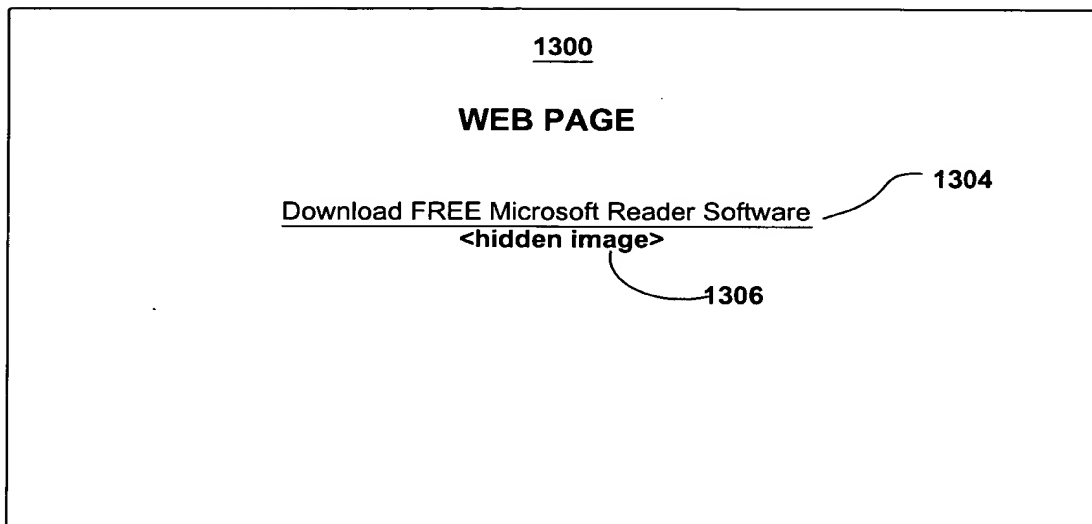 1300
WEB PAGE
1304
Download FREE Microsoft Reader Software
<hidden image>
1306